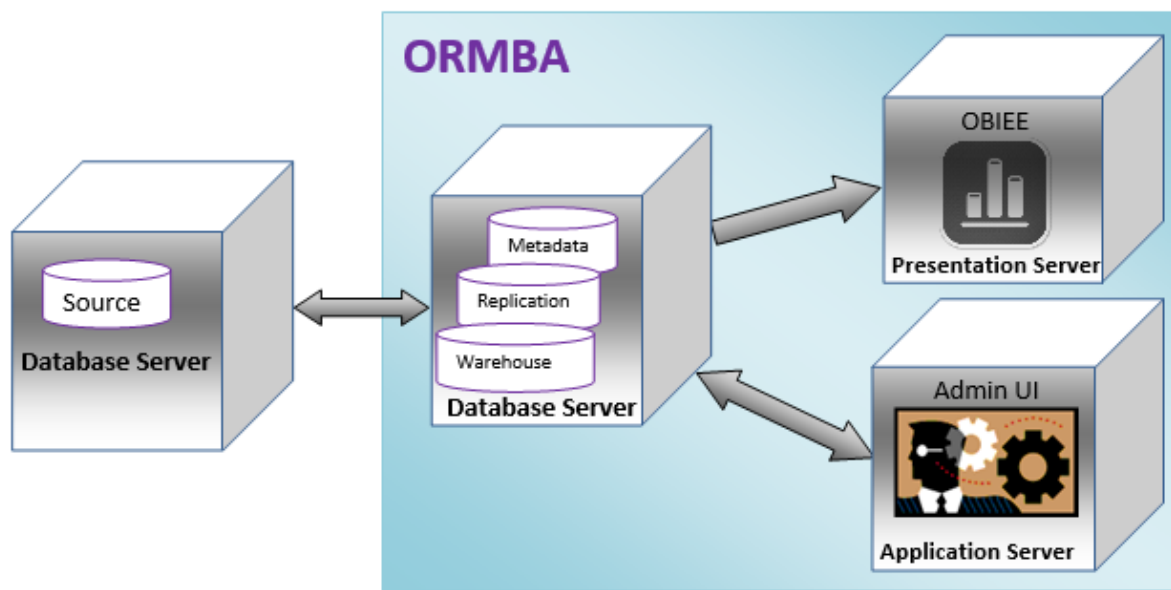 ORMBA
Source
Database Server
Metadata
Replication
Warehouse
Database Server
OBIEE
Presentation Server
Admin UI
Application Server